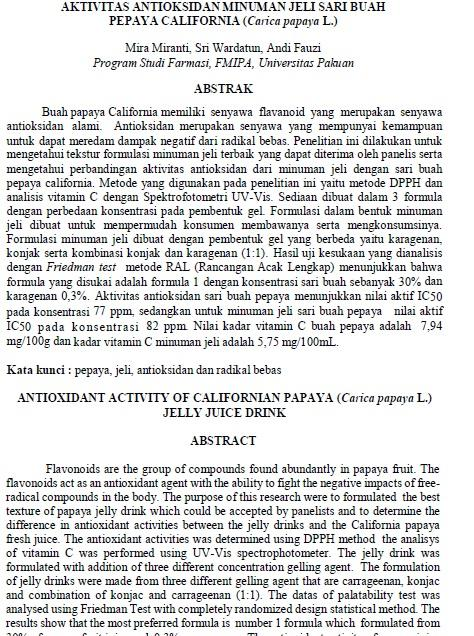 AKTIVITAS ANTIOKSIDAN MINUMAN JELI SARI BUAH
PEPAYA CALIFORNIA (Carica papaya L.)
Mira Miranti, Sri Wardatun, Andi Fauzi
Program Studi Farmasi, FMIPA, Universitas Pakuan
ABSTRAK
Buah papaya California memiliki senyawa flavanoid yang merupakan senyawa
antioksidan alami. Antioksidan merupakan senyawa yang mempunyai kemampuan
untuk dapat meredam dampak negatif dari radikal bebas. Penelitian ini dilakukan untuk
mengetahui tekstur formulasi minuman jeli terbaik yang dapat diterima oleh panelis serta
mengetahui perbandingan aktivitas antioksidan dari minuman jeli dengan sari buah
pepaya california. Metode yang digunakan pada penelitian ini yaitu metode DPPH dan
analisis vitamin C dengan Spektrofotometri UV-Vis. Sediaan dibuat dalam 3 formula
dengan perbedaan konsentrasi pada pembentuk gel. Formulasi dalam bentuk minuman
jeli dibuat untuk mempermudah konsumen membawanya serta mengkonsumsinya.
Formulasi minuman jeli dibuat dengan pembentuk gel yang berbeda yaitu karagenan,
konjak serta kombinasi konjak dan karagenan (1:1). Hasil uji kesukaan yang dianalisis
dengan Friedman test metode RAL (Rancangan Acak Lengkap) menunjukkan bahwa
formula yang disukai adalah formula 1 dengan konsentrasi sari buah sebanyak 30% dan
karagenan 0,3%. Aktivitas antioksidan sari buah pepaya menunjukkan nilai aktif IC50
pada konsentrasi 77 ppm, sedangkan untuk minuman jeli sari buah pepaya nilai aktif
IC50 pada konsentrasi 82 ppm. Nilai kadar vitamin C buah pepaya adalah 7,94
mg/100g dan kadar vitamin C minuman jeli adalah 5,75 mg/100mL.
Kata kunci : pepaya, jeli, antioksidan dan radikal bebas
ANTIOXIDANT ACTIVITY OF CALIFORNIAN PAPAYA (Carica papaya L.)
JELLY JUICE DRINK
ABSTRACT
Flavonoids are the group of compounds found abundantly in papaya fruit. The
flavonoids act as an antioxidant agent with the ability to fight the negative impacts of free-
radical compounds in the body. The purpose of this research were to formulated the best
texture of papaya jelly drink which could be accepted by panelists and to determine the
difference in antioxidant activities between the jelly drinks and the California papaya
fresh juice. The antioxidant activities was determined using DPPH method the analisys
of vitamin C was performed using UV-Vis spectrophotometer. The jelly drink was
formulated with addition of three different concentration gelling agent. The formulation
of jelly drinks were made from three different gelling agent that are carrageenan, konjac
and combination of konjac and carrageenan (1:1). The datas of palatability test was
analysed using Friedman Test with completely randomized design statistical method. The
results show that the most preferred formula is number 1 formula which formulated from